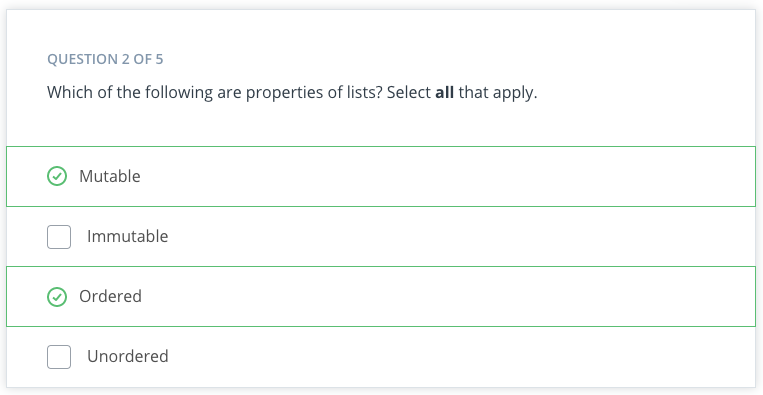 QUESTION 2 OF 5
Which of the following are properties of lists? Select all that apply.
Mutable
Immutable
Ordered
Unordered